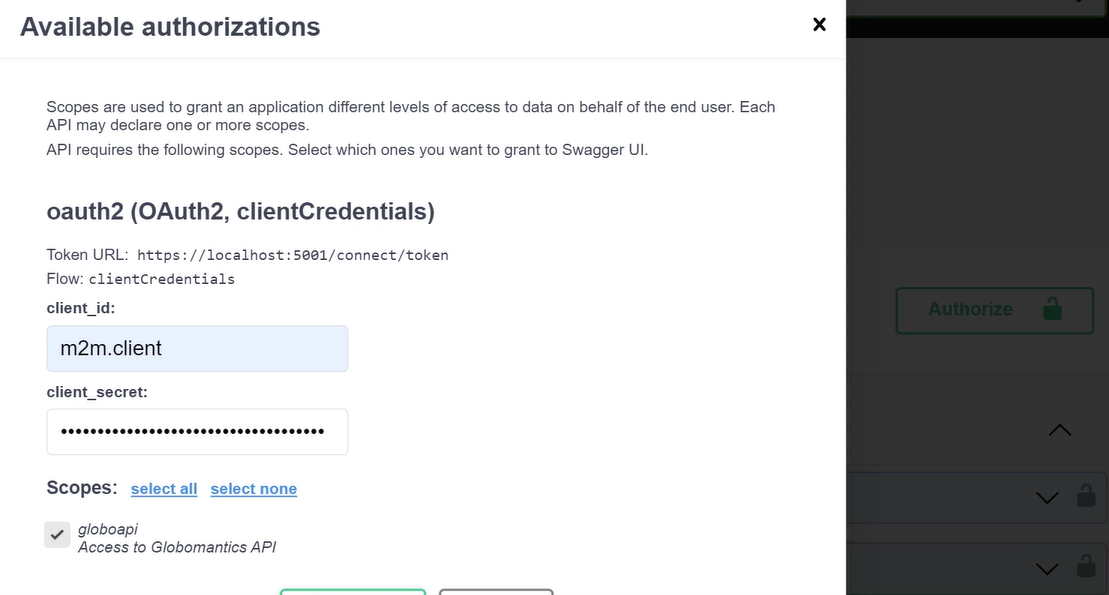 Available authorizations
Scopes are used to grant an application different levels of access to data on behalf of the end user. Each
API may declare one or more scopes.
API requires the following scopes. Select which ones you want to grant to Swagger UI.
oauth2 (OAuth2, clientCredentials)
Token URL: https://localhost:5001/connect/token
Flow: clientCredentials
client_id:
m2m.client
Authorize
client_secret:
••••••••••••••••••••••••••••••••••••
Scopes: select all select none
globoapi
Access to Globomantics API